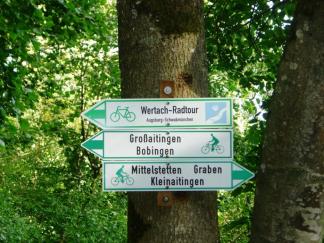 Wertach-Radtour
Augsburg-Schwabmünchen
Großaitingen
Bobingen
Mittelstetten Graben
Kleinaitingen